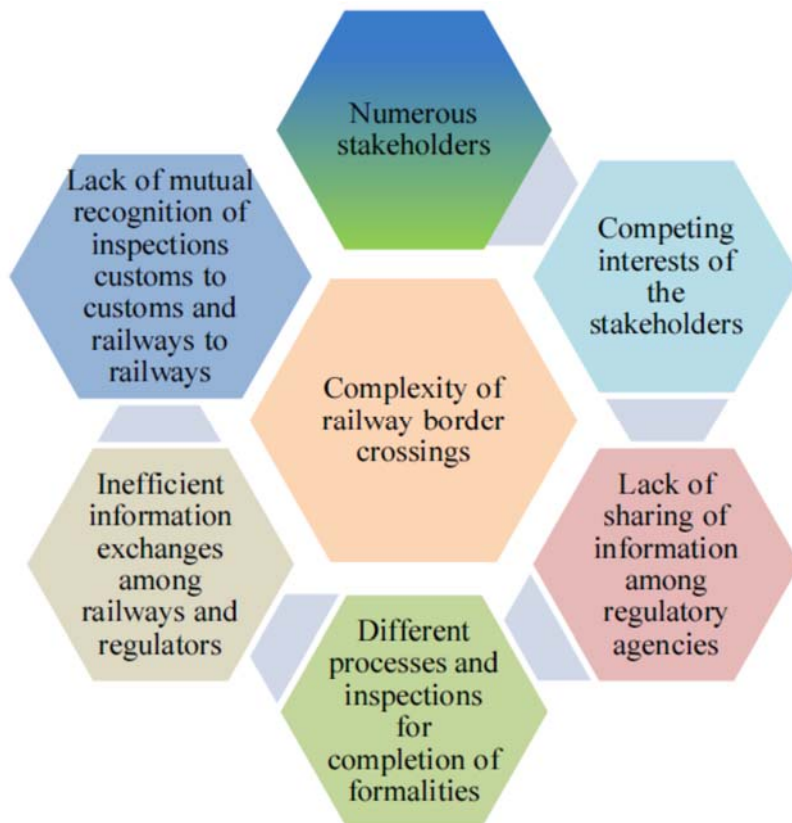 Numerous
stakeholders
Competing
interests of
the
stakeholders
Lack of
sharing of
information
among
regulatory
agencies
Different
processes and
inspections
for
completion of
formalities
Inefficient
information
exchanges
among
railways and
regulators
Lack of mutual
recognition of
inspections
customs to
customs and
railways to
railways
Complexity of
railway border
crossings